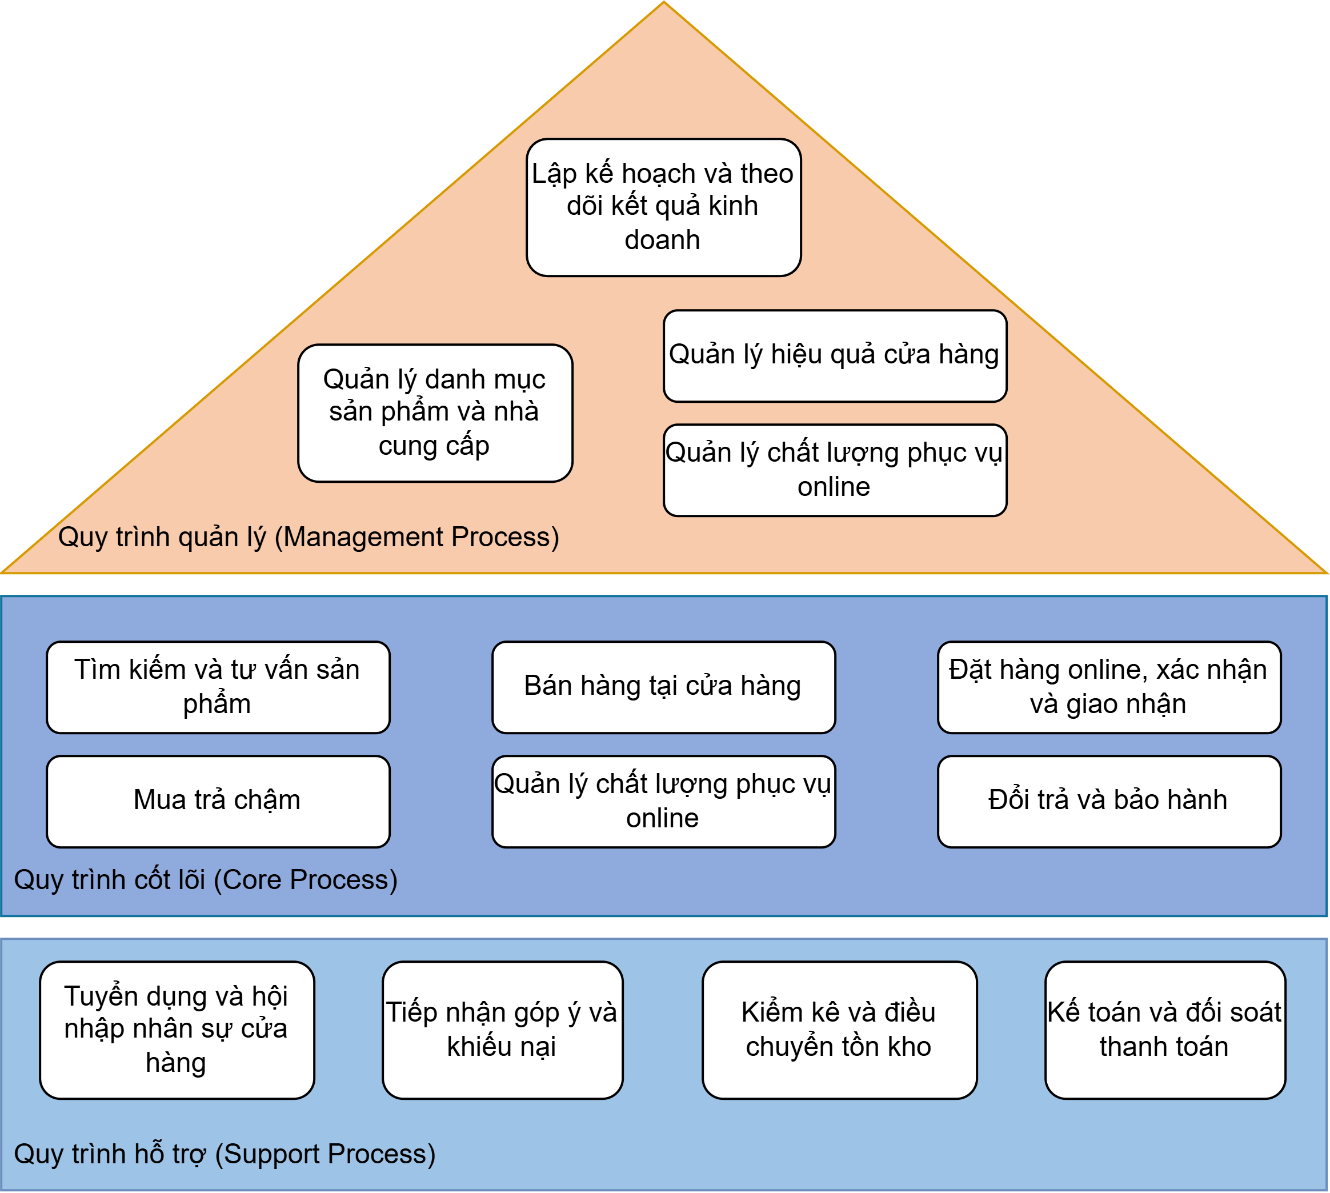 Lập kế hoạch và theo
dõi kết quả kinh
doanh
Quản lý danh mục
sản phẩm và nhà
cung cấp
Quản lý hiệu quả cửa hàng
Quản lý chất lượng phục vụ
online
Quy trình quản lý (Management Process)
Tìm kiếm và tư vấn sản
phẩm
Bán hàng tại cửa hàng
Đặt hàng online, xác nhận
và giao nhận
Mua trả chậm
Quản lý chất lượng phục vụ
online
Đổi trả và bảo hành
Quy trình cốt lõi (Core Process)
Tuyển dụng và hội
nhập nhân sự cửa
hàng
Tiếp nhận góp ý và
khiếu nại
Kiểm kê và điều
chuyển tồn kho
Kế toán và đối soát
thanh toán
Quy trình hỗ trợ (Support Process)